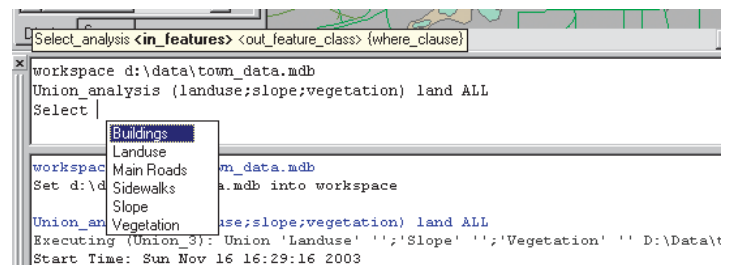 Select_analysis <in_features> <out_feature_class> {where_clause}
workspace d:\data\town_data.mdb
Union_analysis (landuse;slope;vegetation) land ALL
Select
Buildings
Landuse
Main Roads
Sidewalks
Slope
Vegetation
workspac n_data.mdb
Set d:\d a.mdb into workspace
Union_an use;slope;vegetation) land ALL
Executing (Union_3): Union 'Landuse' '';'Slope' '';'Vegetation' '' D:\Data\t
Start Time: Sun Nov 16 16:29:16 2003